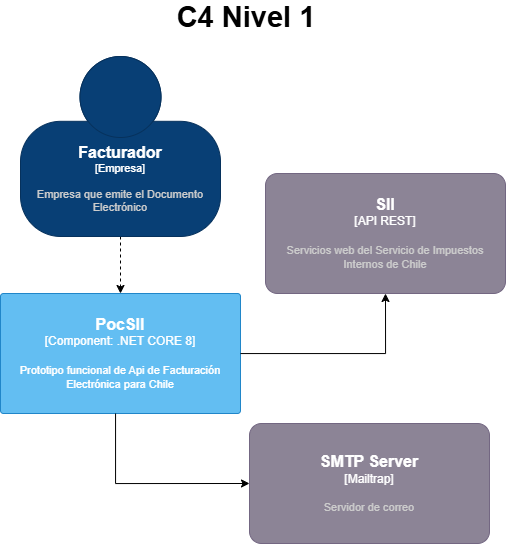 C4 Nivel 1
Facturador
[Empresa]
Empresa que emite el Documento
Electrónico
SII
[API REST]
Servicios web del Servicio de Impuestos
Internos de Chile
PocSII
[Component: .NET CORE 8]
Prototipo funcional de Api de Facturación
Electrónica para Chile
SMTP Server
[Mailtrap]
Servidor de correo